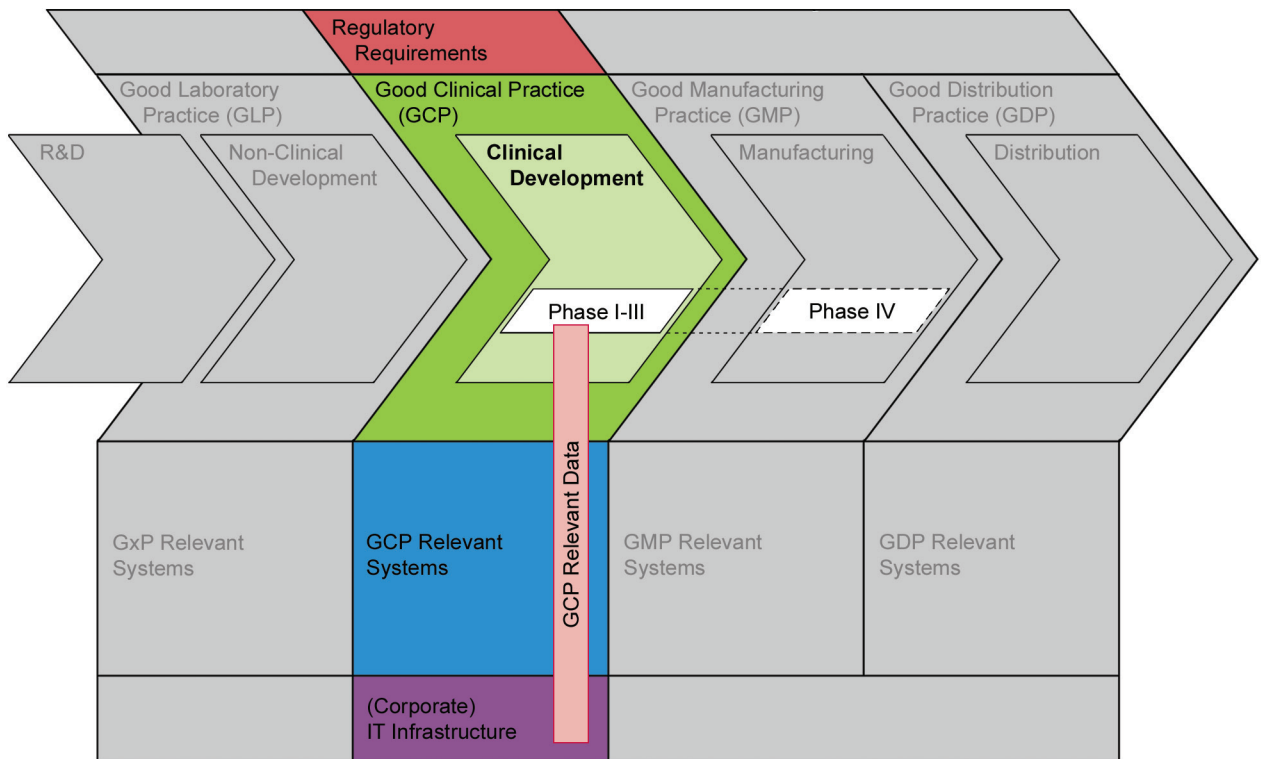 Regulatory
Requirements
Good Laboratory
Practice (GLP)
Good Clinical Practice
(GCP)
Good Manufacturing
Practice (GMP)
Good Distribution
Practice (GDP)
R&D
Non-Clinical
Development
Clinical
Development
Manufacturing
Distribution
Phase I-III
Phase IV
GCP Relevant Data
GxP Relevant
Systems
GCP Relevant
Systems
GMP Relevant
Systems
GDP Relevant
Systems
(Corporate)
IT Infrastructure